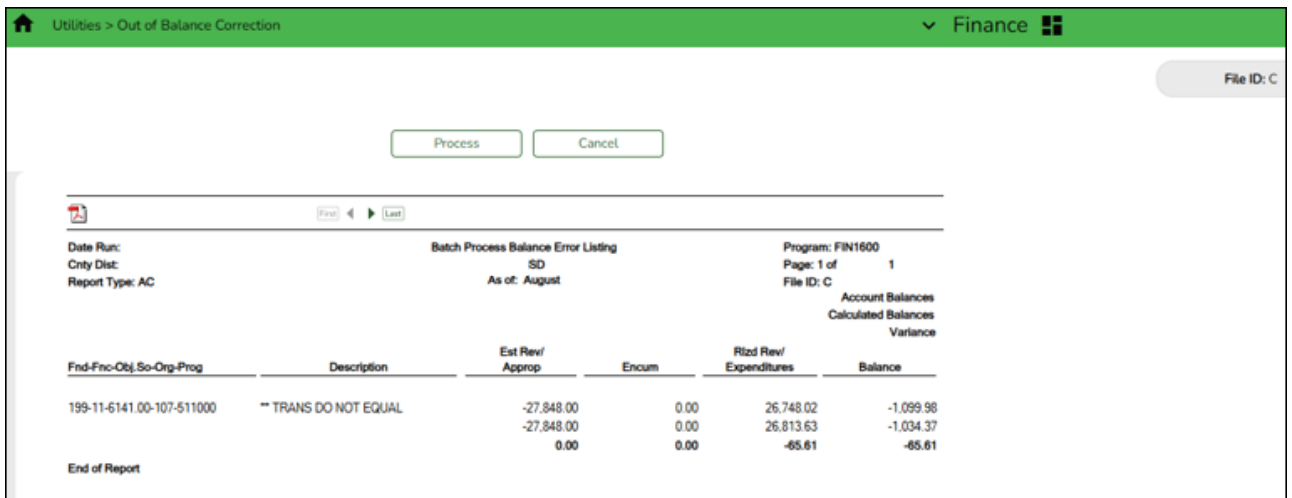 Utilities > Out of Balance Correction Finance
File ID: C
Process Cancel
First Last
Date Run: Batch Process Balance Error Listing Program: FIN1600
Cnty Dist: SD Page: 1 of 1
Report Type: AC As of: August File ID: C
Account Balances
Calculated Balances
Variance
Est Rev/ Rlzd Rev/
Fnd-Fnc-Obj.So-Org-Prog Description Approp Encum Expenditures Balance
199-11-6141.00-107-511000 ** TRANS DO NOT EQUAL -27,848.00 0.00 26,748.02 -1,099.98
-27,848.00 0.00 26,813.63 -1,034.37
0.00 0.00 -65.61 -65.61
End of Report